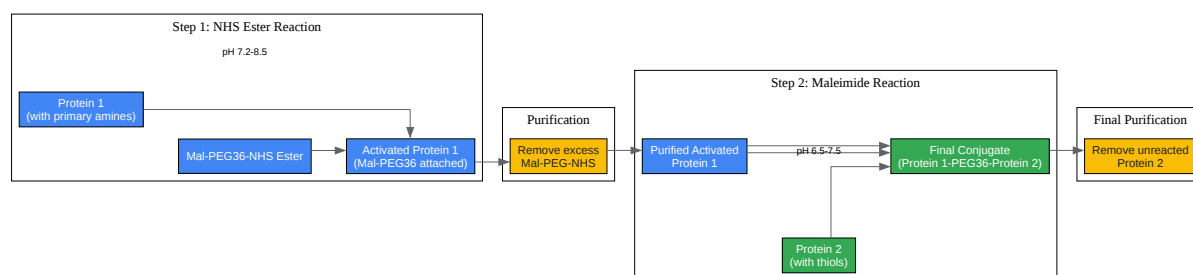 Step 1: NHS Ester Reaction
pH 7.2-8.5
Protein 1
(with primary amines)
Mal-PEG36-NHS Ester
Activated Protein 1
(Mal-PEG36 attached)
Purification
Remove excess
Mal-PEG-NHS
Step 2: Maleimide Reaction
Purified Activated
Protein 1
pH 6.5-7.5
Final Conjugate
(Protein 1-PEG36-Protein 2)
Protein 2
(with thiols)
Final Purification
Remove unreacted
Protein 2